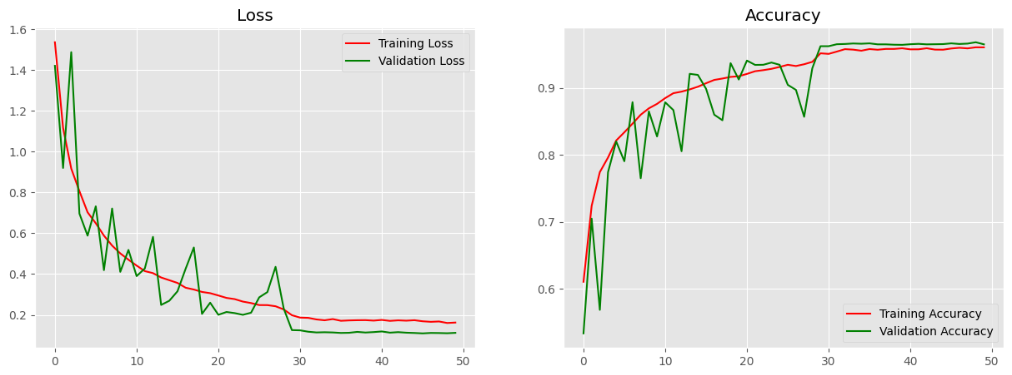 Loss
1.6
1.4
1.2
1.0
0.8
0.6
0.4
0.2
0 10 20 30 40 50
Training Loss
Validation Loss
Accuracy
0.9
0.8
0.7
0.6
0 10 20 30 40 50
Training Accuracy
Validation Accuracy